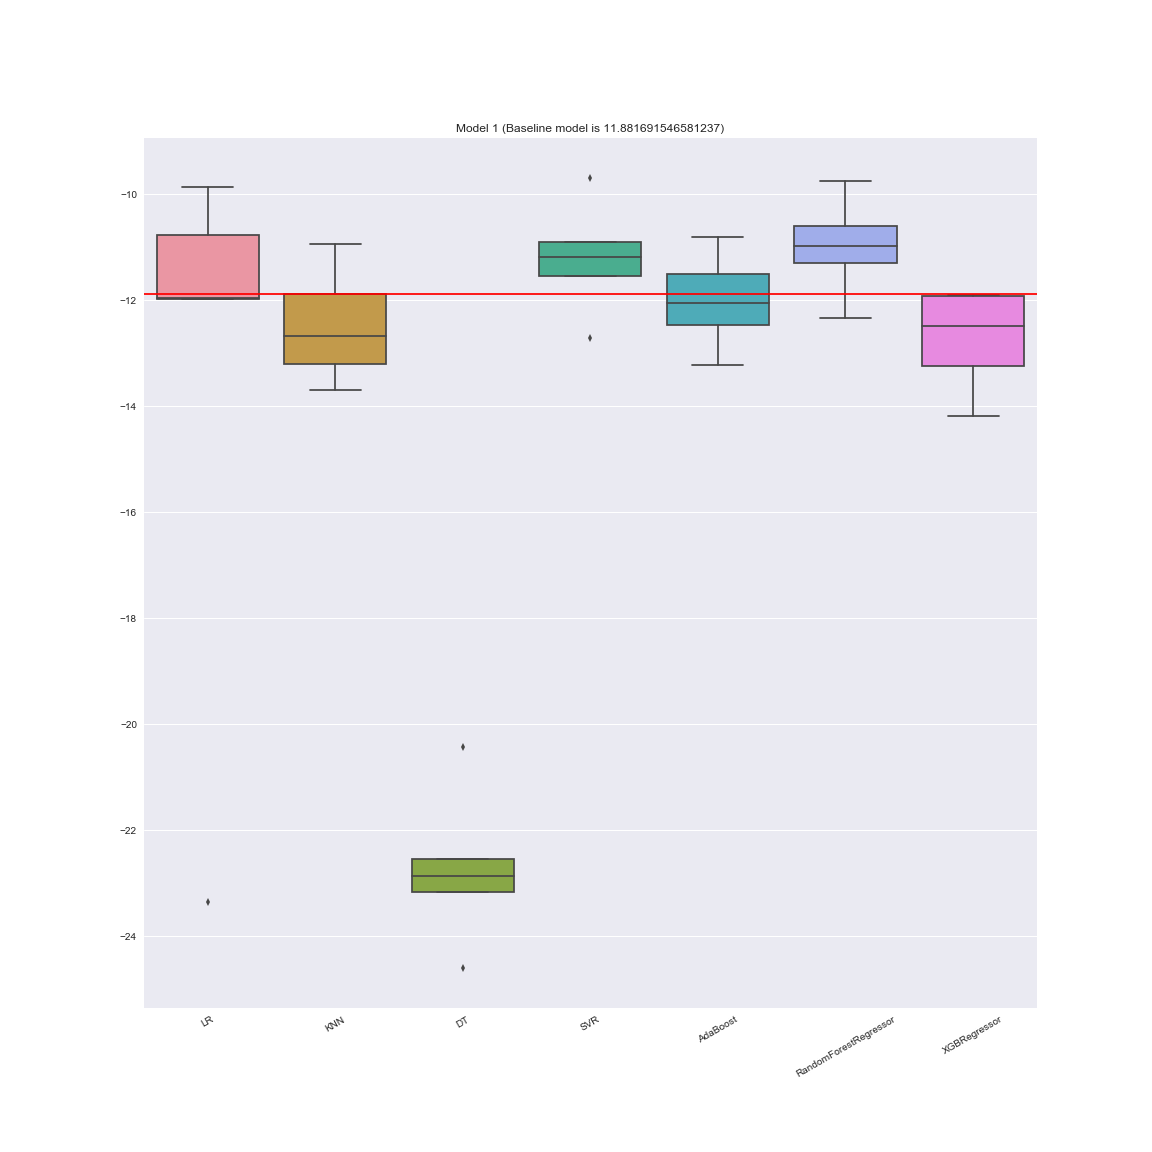 Model 1 (Baseline model is 11.881691546581237)
−10
−12
−14
−16
−18
−20
−22
−24
LR
KNN
DT
SVR
AdaBoost
RandomForestRegressor
XGBRegressor